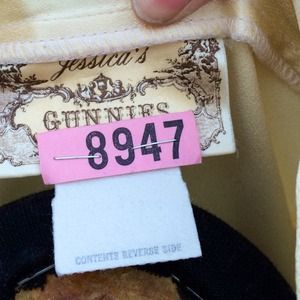 Jessica's
GUNNIES
8947
CONTENTS REVERSE SIDE